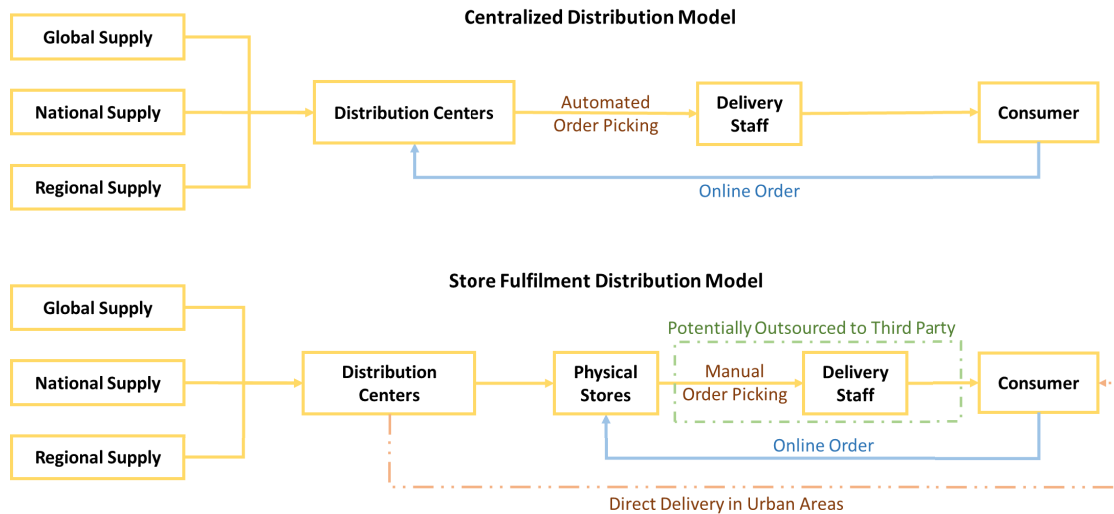 Centralized Distribution Model
Global Supply
National Supply
Regional Supply
Distribution Centers
Automated
Order Picking
Delivery
Staff
Consumer
Online Order
Store Fulfilment Distribution Model
Global Supply
National Supply
Regional Supply
Distribution
Centers
Physical
Stores
Potentially Outsourced to Third Party
Manual
Order Picking
Delivery
Staff
Consumer
Online Order
Direct Delivery in Urban Areas